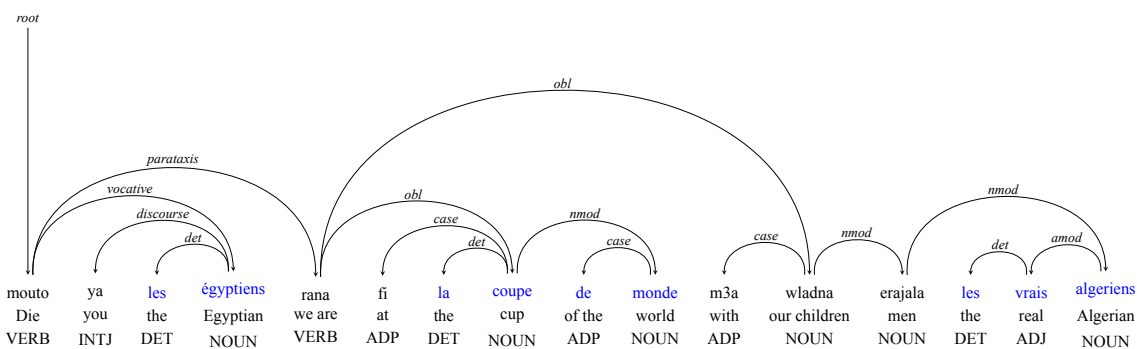 root
obl
parataxis
vocative
obl
nmod
discourse
case
nmod
det
det
case
case
nmod
det
amod
mouto ya les égyptiens rana fi la coupe de monde m3a wladna erajala les vrais algeriens
Die you the Egyptian we are at the cup of the world with our children men the real Algerian
VERB INTJ DET NOUN VERB ADP DET NOUN ADP NOUN ADP NOUN NOUN DET ADJ NOUN